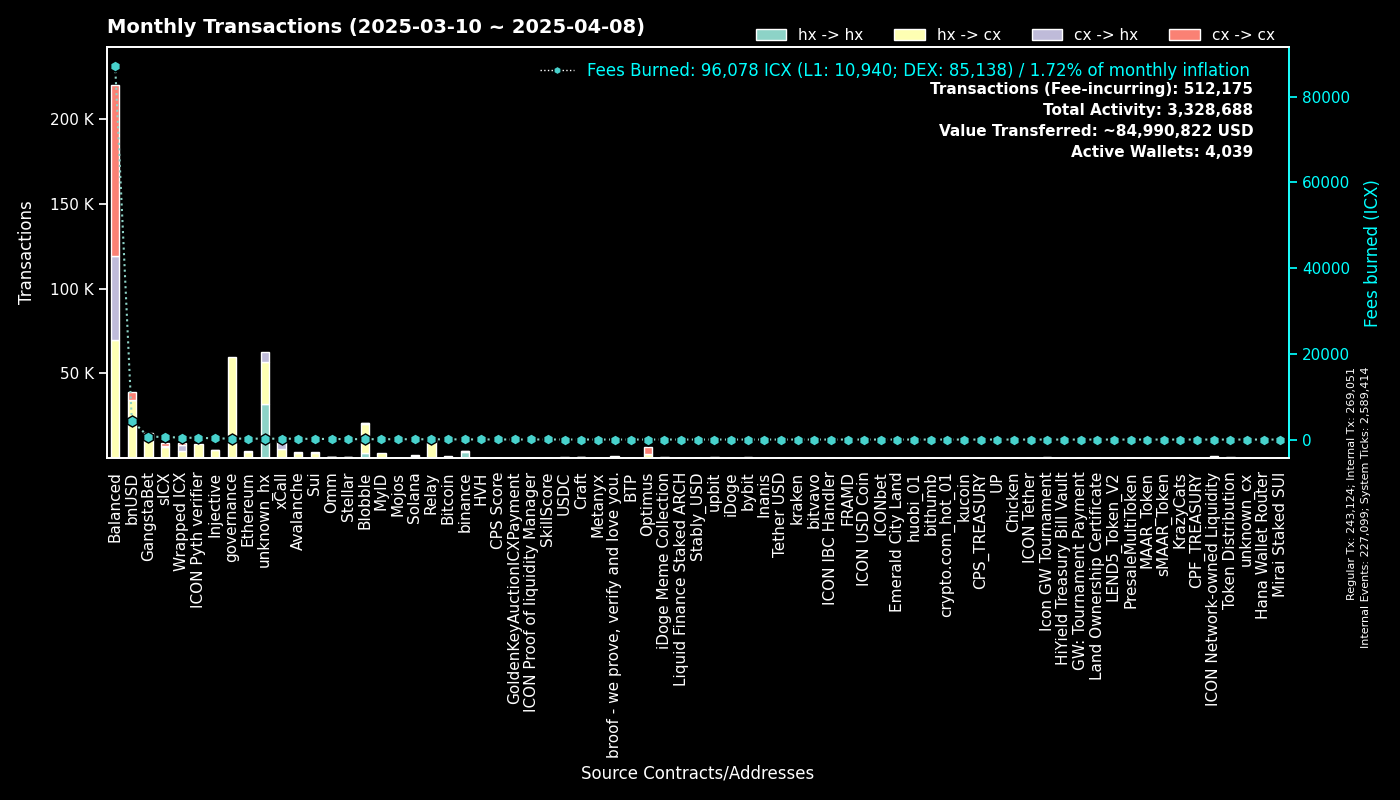 Monthly Transactions (2025-03-10 ~ 2025-04-08)
hx -> hx
hx -> cx
cx -> hx
cx -> cx
Fees Burned: 96,078 ICX (L1: 10,940; DEX: 85,138) / 1.72% of monthly inflation
Transactions (Fee-incurring): 512,175
Total Activity: 3,328,688
Value Transferred: ~84,990,822 USD
Active Wallets: 4,039
Transactions
200 K
150 K
100 K
50 K
80000
60000
40000
20000
0
Fees burned (ICX)
Regular Tx: 243,124; Internal Tx: 269,051
Internal Events: 227,099; System Ticks: 2,589,414
Balanced
bnUSD
GangstaBet
sICX
Wrapped ICX
ICON Pyth Verifier
Injective
governance
Ethereum
unknown_hx
xCall
Avalanche
Sui
Omm
Stellar
Blobble
MyID
Mojos
Solana
Relay
Bitcoin
binance
HVH
CPS Score
GoldenKeyAuctionICXPayment
ICON Proof of liquidity Manager
SkillScore
USDC
Craft
Metanyx
broof - we prove, verify and love you.
BTP
Optimus
iDoge Meme Collection
Liquid Finance Staked ARCH
Stably_USD
upbit
iDoge
bybit
Inanis
Tether USD
kraken
bitvavo
ICON IBC Handler
FRAMD
ICON USD Coin
ICONbet
Emerald City Land
huobi_01
bithumb
crypto.com_hot_01
kucoin
CPS_TREASURY
UP
Chicken
ICON Tether
Icon GW Tournament
HiYield Treasury Bill Vault
GW: Tournament Payment
Land Ownership Certificate
LEND5_Token_V2
PresaleMultiToken
MAAR_Token
sMAAR_Token
KrazyCats
CPF_TREASURY
ICON Network-owned Liquidity
Token Distribution
unknown_cx
Hana Wallet Router
Mirai Staked SUI
Source Contracts/Addresses